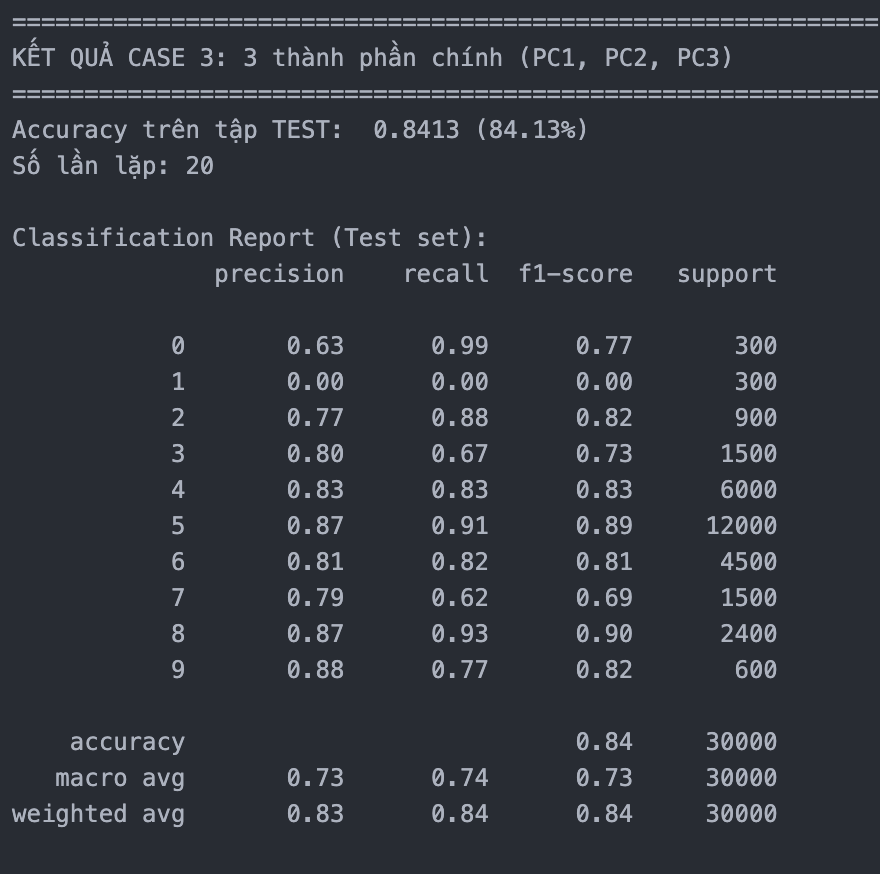 ============================================================
KẾT QUẢ CASE 3: 3 thành phần chính (PC1, PC2, PC3)
============================================================
Accuracy trên tập TEST:  0.8413 (84.13%)
Số lần lặp: 20

Classification Report (Test set):
              precision    recall  f1-score   support

           0       0.63      0.99      0.77       300
           1       0.00      0.00      0.00       300
           2       0.77      0.88      0.82       900
           3       0.80      0.67      0.73      1500
           4       0.83      0.83      0.83      6000
           5       0.87      0.91      0.89     12000
           6       0.81      0.82      0.81      4500
           7       0.79      0.62      0.69      1500
           8       0.87      0.93      0.90      2400
           9       0.88      0.77      0.82       600

    accuracy                           0.84     30000
   macro avg       0.73      0.74      0.73     30000
weighted avg       0.83      0.84      0.84     30000